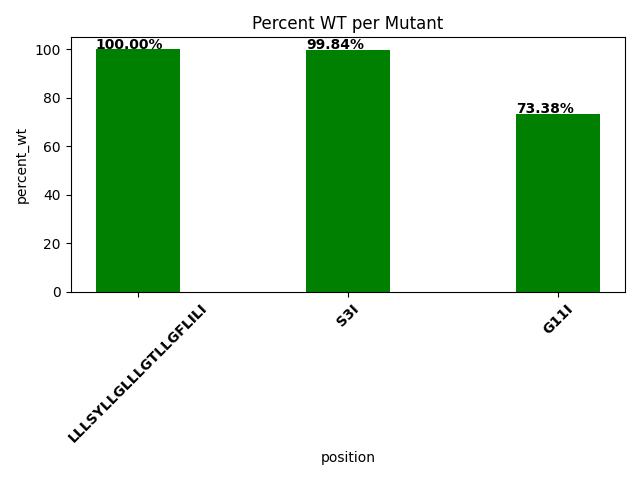 Percent WT per Mutant
100.00%
99.84%
73.38%
100
80
60
40
20
0
percent_wt
LLLSYLLGLLLGTLLGFLILI
S3I
G11I
position